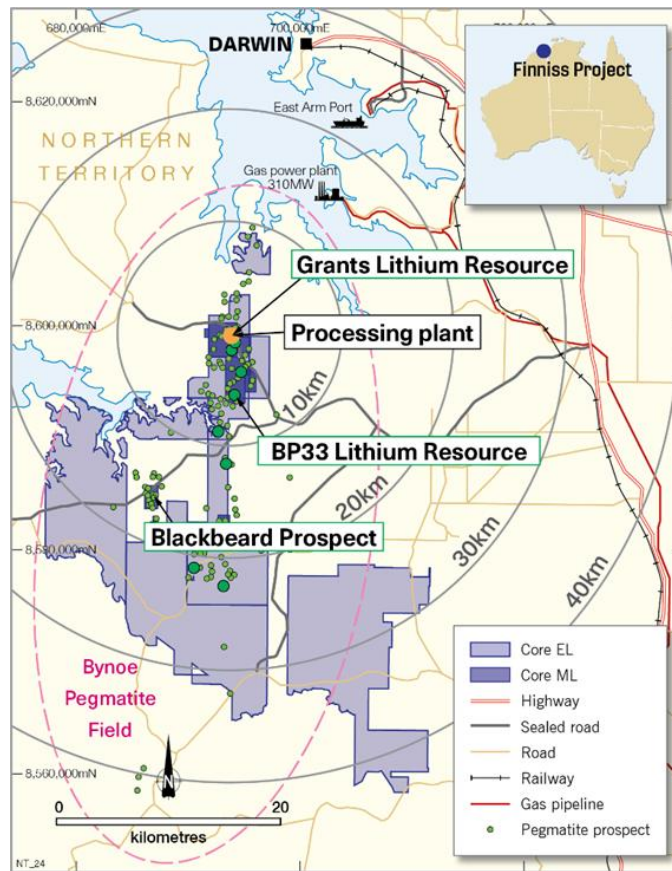 680,000mE
700,000mE
DARWIN
Finniss Project
8,620,000mN
East Arm Port
NORTHERN
TERRITORY
Gas power plant
310MW
Grants Lithium Resource
8,600,000mN
Processing plant
10km
BP33 Lithium Resource
20km
30km
40km
Blackbeard Prospect
Bynoe
Pegmatite
Field
8,560,000mN
N
0 20
kilometres
NT_24
Core EL
Core ML
Highway
Sealed road
Road
Railway
Gas pipeline
Pegmatite prospect